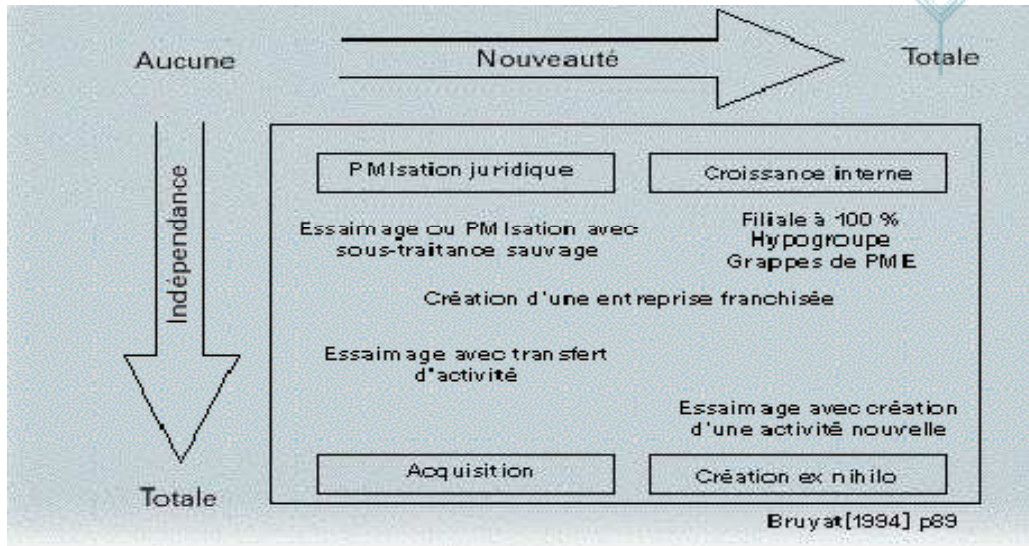 Aucune
Nouveauté
Totale
Indépendance
PMIsation juridique
Croissance interne
Essaimage ou PMIsation avec
sous-traitance sauvage
Filiale à 100 %
Hypogroupe
Grappes de PME
Création d'une entreprise franchisée
Essaimage avec transfert
d'activité
Essaimage avec création
d'une activité nouvelle
Acquisition
Création ex nihilo
Totale
Bruyat[1994] p89